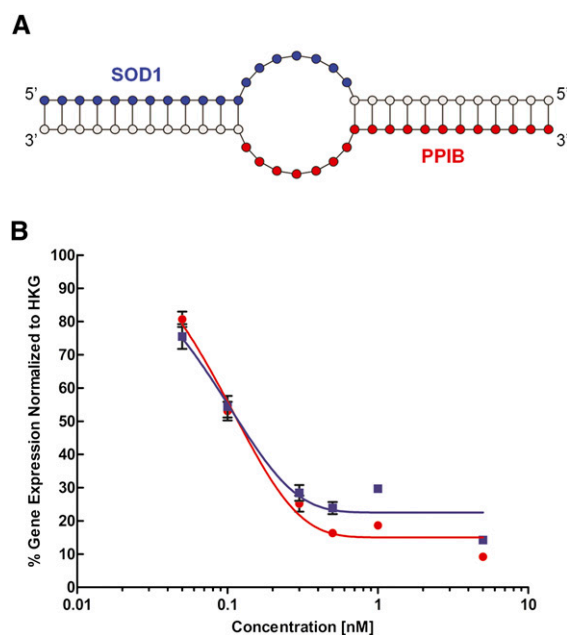 A
SOD1
5' 5'
3' 3'
PPIB
B
% Gene Expression Normalized to HKG
100
90
80
70
60
50
40
30
20
10
0
0.01 0.1 1 10
Concentration [nM]